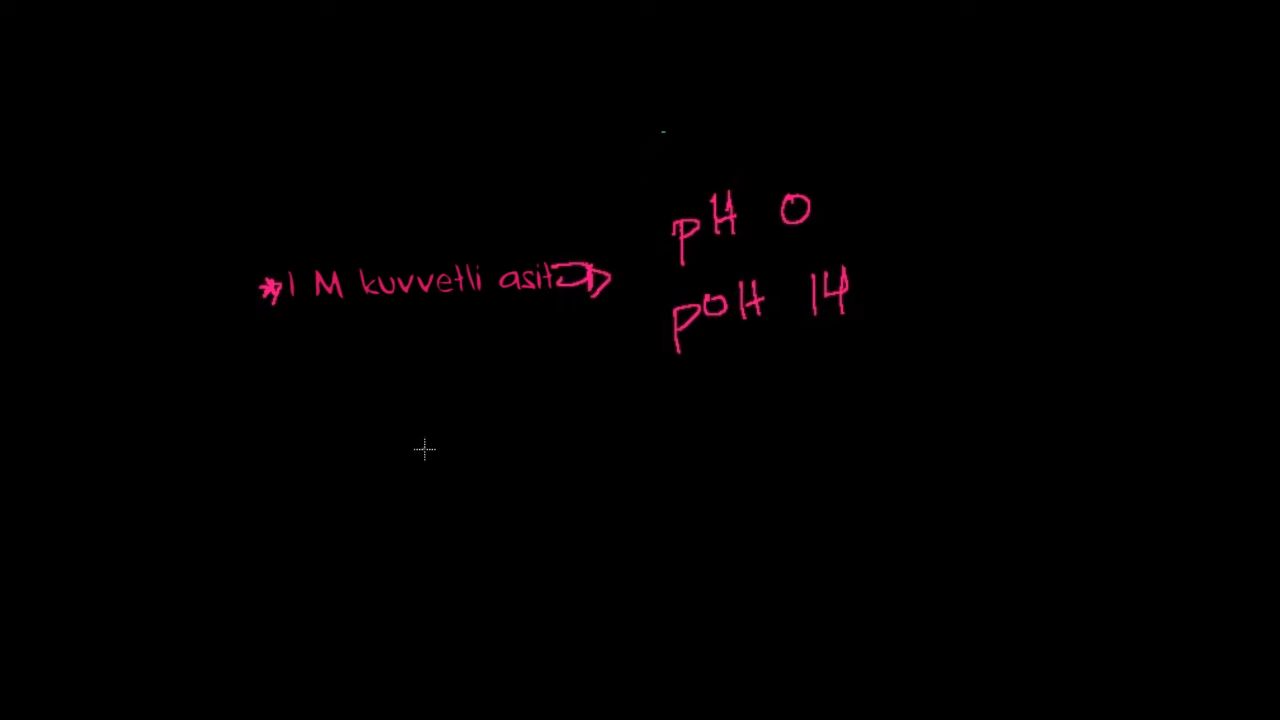 pH 0
* 1 M kuvvetli asit ⇒
pOH 14